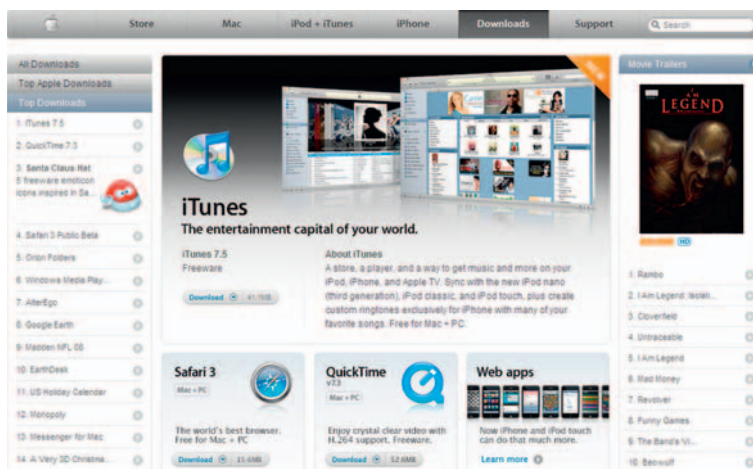 Store Mac iPod + iTunes iPhone Downloads Support Search
All Downloads
Top Apple Downloads
Top Downloads
1. iTunes 7.5
2. QuickTime 7.3
3. Santa Claus Hat
5 freeware emoticon
icons inspired in Sa...
4. Safari 3 Public Beta
5. Orion Folders
6. Windows Media Play...
7. AlterEgo
8. Google Earth
9. Madden NFL 08
10. EarthDesk
11. US Holiday Calender
12. Monopoly
13. Messenger for Mac
14. A Very 3D Christma...
NEW
iTunes
The entertainment capital of your world.
iTunes 7.5
Freeware
Download
About iTunes
A store, a player, and a way to get music and more on your
iPod, iPhone, and Apple TV. Sync with the new iPod nano
(third generation), iPod classic, and iPod touch, plus create
custom ringtones exclusively for iPhone with many of your
favorite songs. Free for Mac + PC.
Safari 3
Mac + PC
The world's best browser.
Free for Mac + PC
Download
QuickTime
v7.3
Mac + PC
Enjoy crystal clear video with
H.264 support. Freeware.
Download 52.6MB
Web apps
Now iPhone and iPod touch
can do that much more.
Learn more
Movie Trailers
I AM
LEGEND
HD
1. Rambo
2. I Am Legend: Isolati...
3. Cloverfield
4. Untraceable
5. I Am Legend
6. Mad Money
7. Revolver
8. Funny Games
9. The Band's Vi...
10. Beowulf